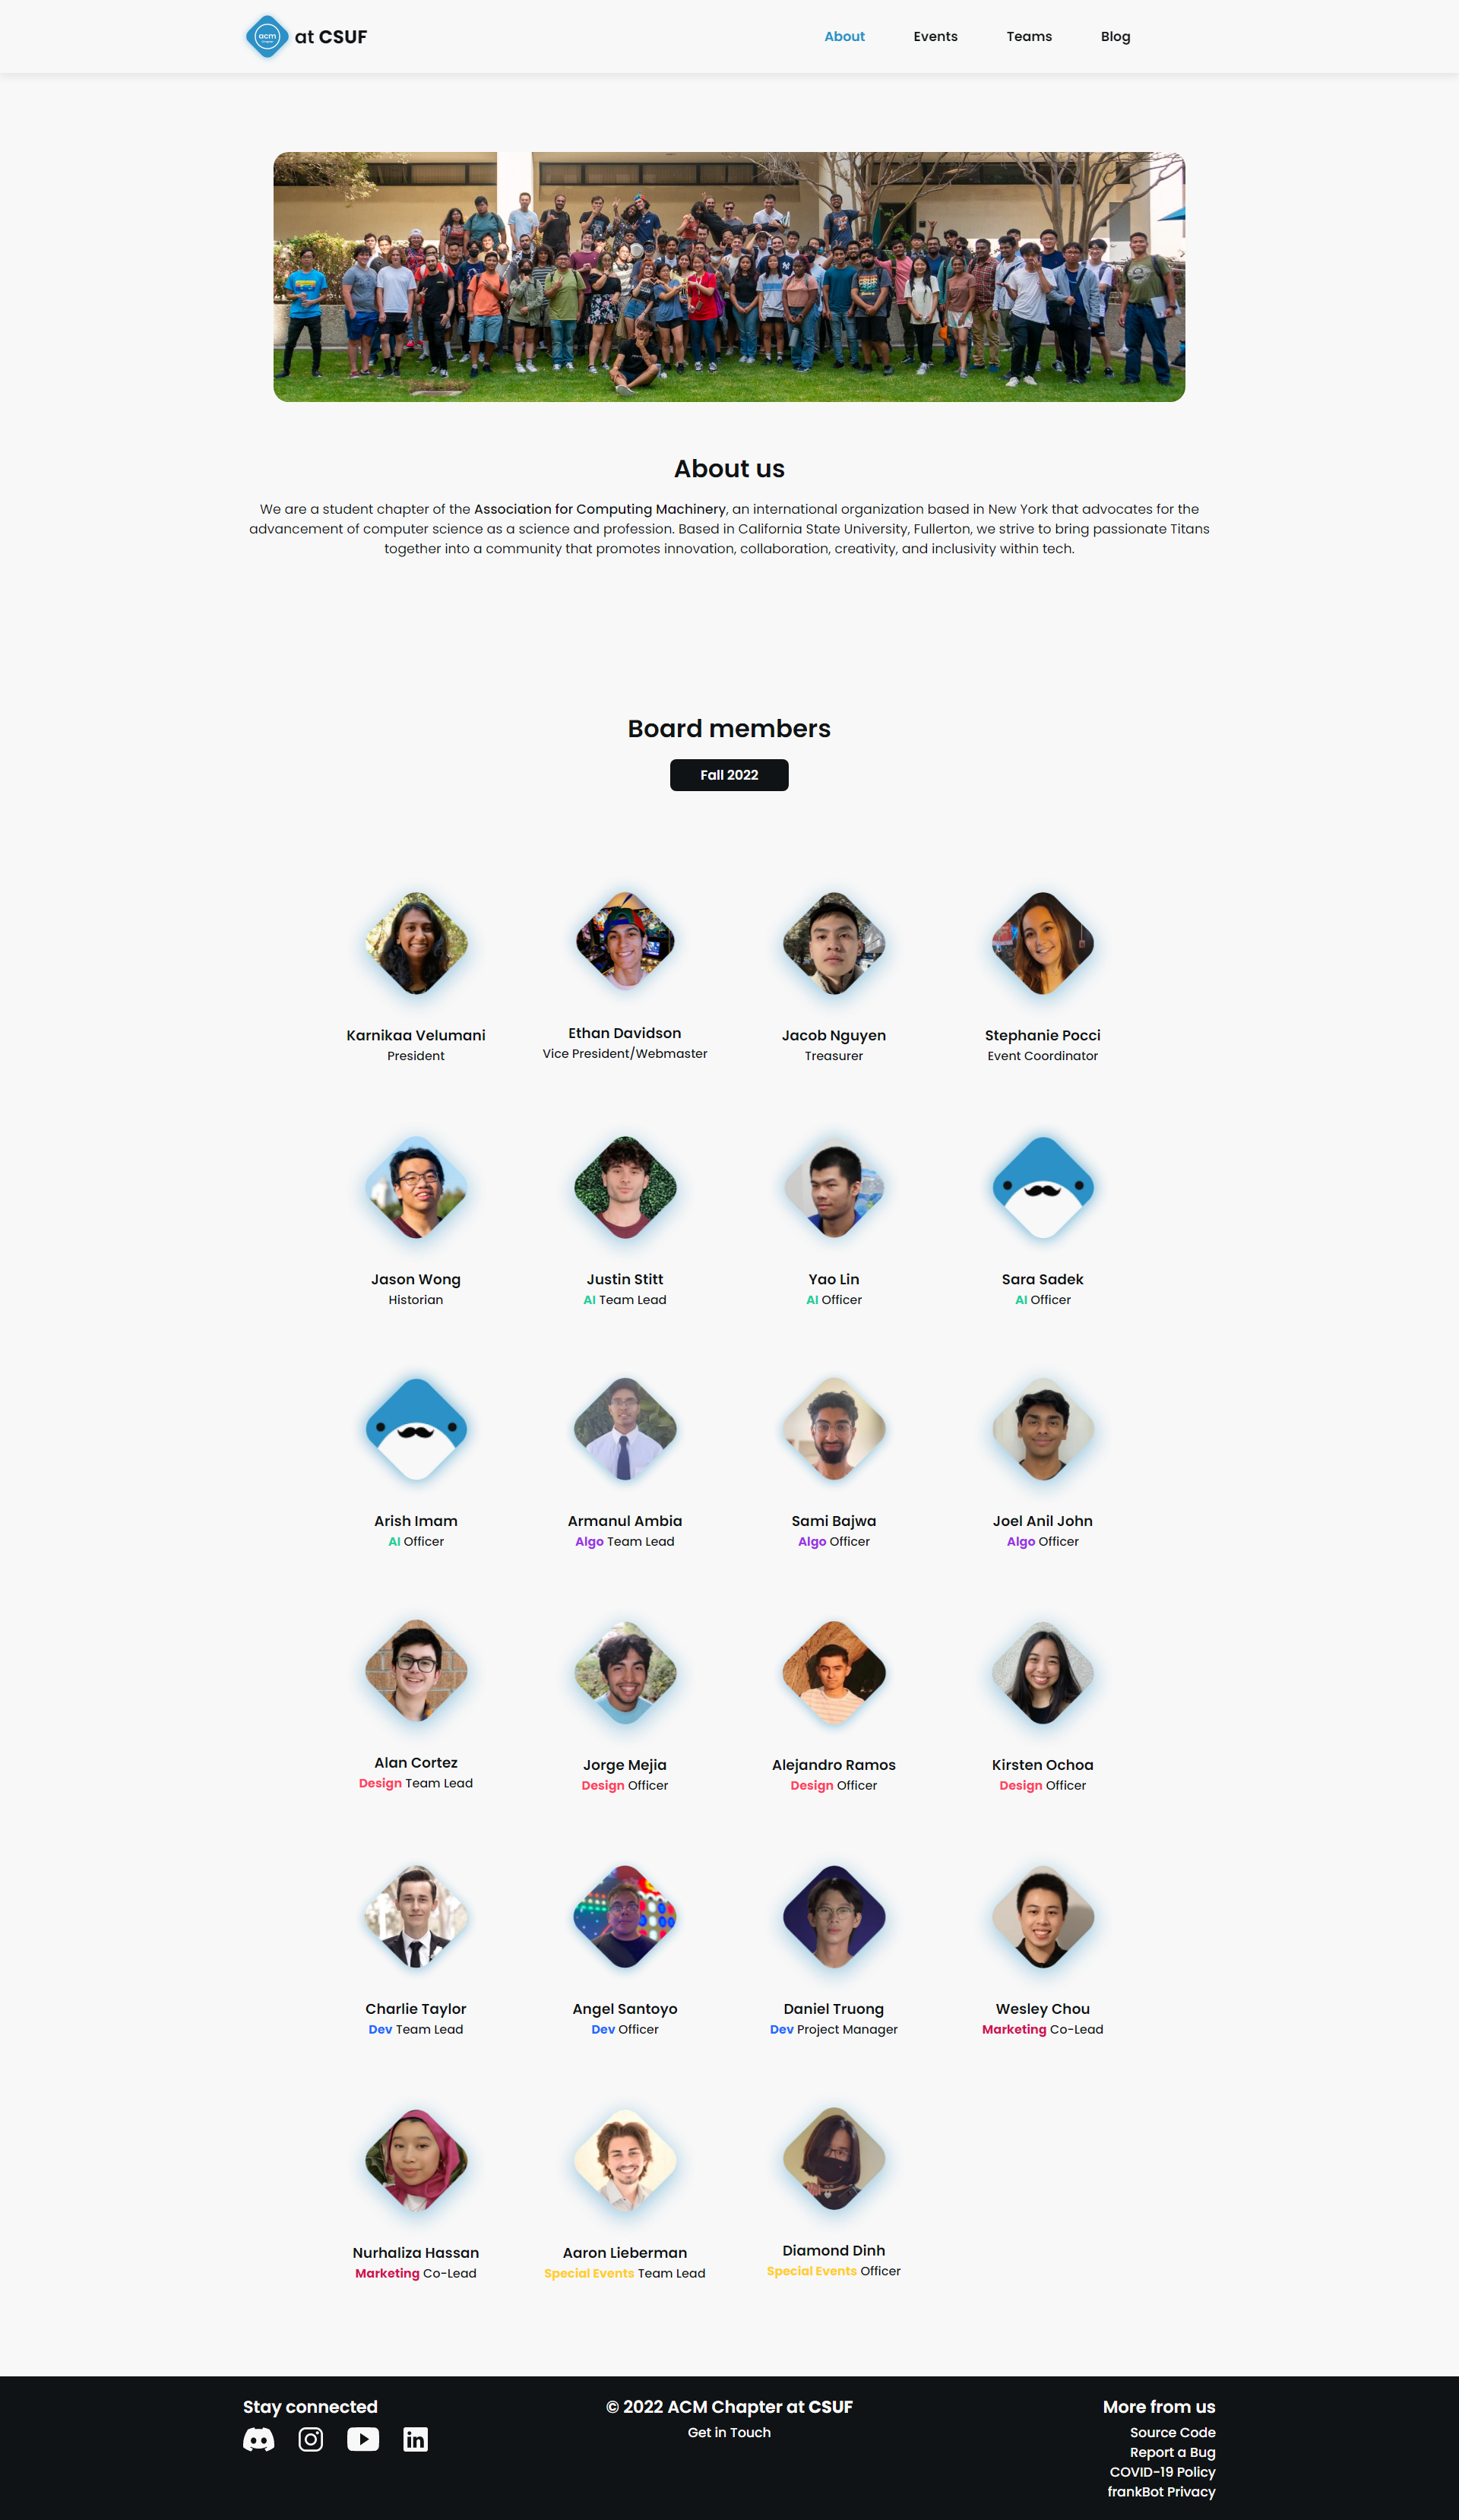 acm
at CSUF
About
Events
Teams
Blog
About us
We are a student chapter of the Association for Computing Machinery, an international organization based in New York that advocates for the
advancement of computer science as a science and profession. Based in California State University, Fullerton, we strive to bring passionate Titans
together into a community that promotes innovation, collaboration, creativity, and inclusivity within tech.
Board members
Fall 2022
Karnikaa Velumani
President
Ethan Davidson
Vice President/Webmaster
Jacob Nguyen
Treasurer
Stephanie Pocci
Event Coordinator
Jason Wong
Historian
Justin Stitt
AI Team Lead
Yao Lin
AI Officer
Sara Sadek
AI Officer
Arish Imam
AI Officer
Armanul Ambia
Algo Team Lead
Sami Bajwa
Algo Officer
Joel Anil John
Algo Officer
Alan Cortez
Design Team Lead
Jorge Mejia
Design Officer
Alejandro Ramos
Design Officer
Kirsten Ochoa
Design Officer
Charlie Taylor
Dev Team Lead
Angel Santoyo
Dev Officer
Daniel Truong
Dev Project Manager
Wesley Chou
Marketing Co-Lead
Nurhaliza Hassan
Marketing Co-Lead
Aaron Lieberman
Special Events Team Lead
Diamond Dinh
Special Events Officer
Stay connected
in
© 2022 ACM Chapter at CSUF
Get in Touch
More from us
Source Code
Report a Bug
COVID-19 Policy
frankBot Privacy